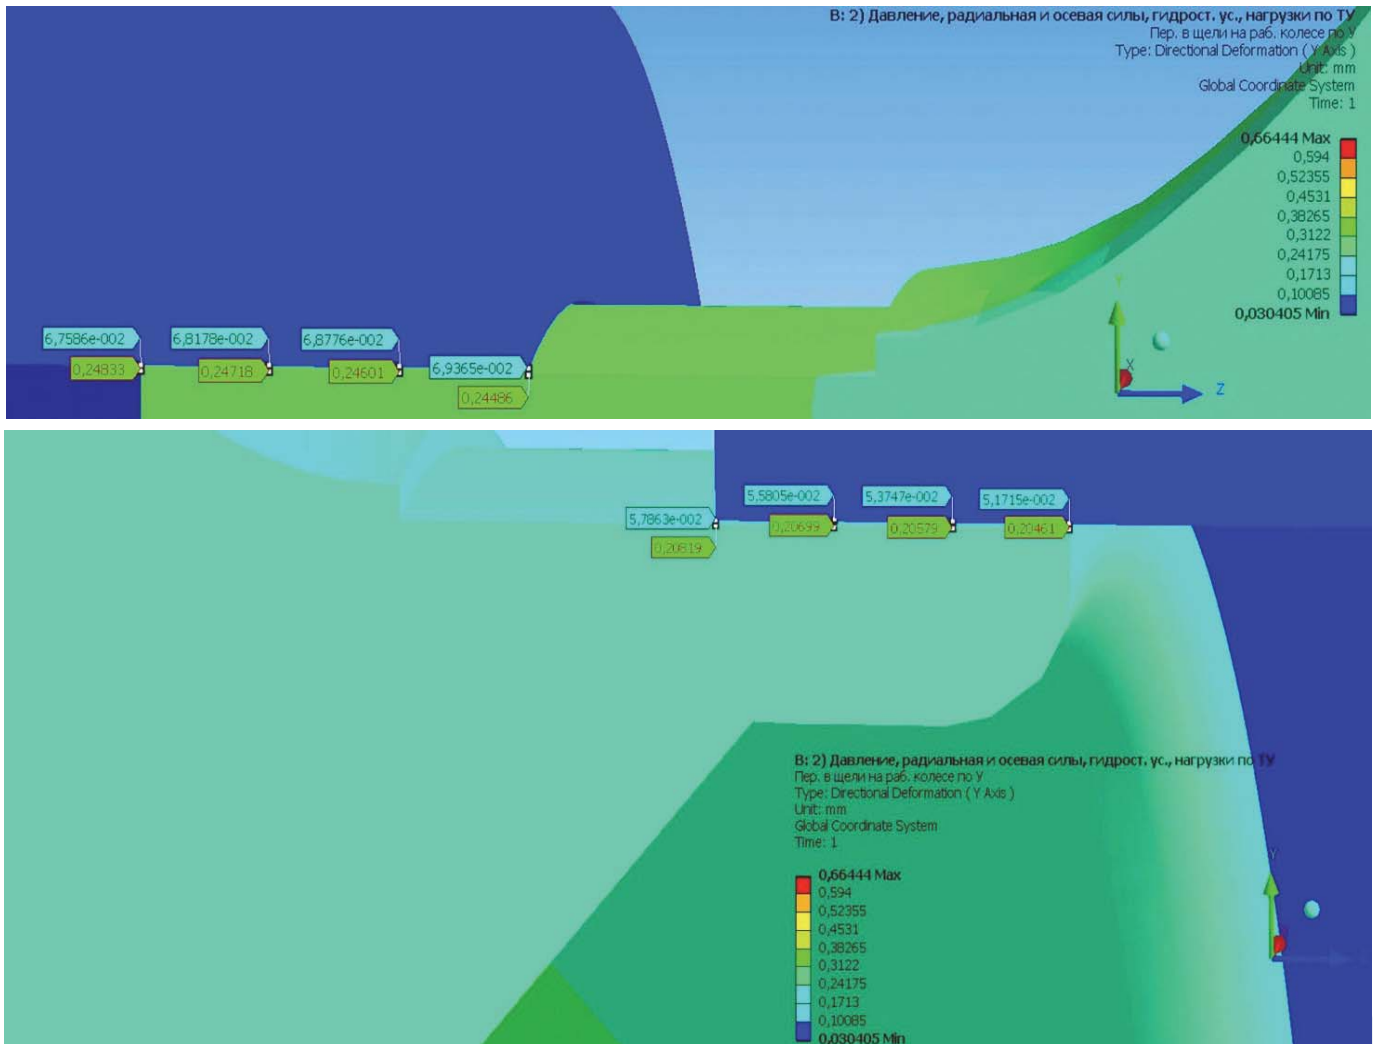 B: 2) Давление, радиальная и осевая силы, гидрост. ус., нагрузки по ТУ
Пер. в щели на раб. колесе по У
Type: Directional Deformation ( Y Axis )
Unit: mm
Global Coordinate System
Time: 1
0,66444 Max
0,594
0,52355
0,4531
0,38265
0,3122
0,24175
0,1713
0,10085
0,030405 Min
6,7586e-002
6,8178e-002
6,8776e-002
6,9365e-002
0,24833
0,24718
0,24601
0,24486
Y
X
Z
5,7863e-002
5,5805e-002
5,3747e-002
5,1715e-002
0,20819
0,20699
0,20579
0,20461
B: 2) Давление, радиальная и осевая силы, гидрост. ус., нагрузки по ТУ
Пер. в щели на раб. колесе по У
Type: Directional Deformation ( Y Axis )
Unit: mm
Global Coordinate System
Time: 1
0,66444 Max
0,594
0,52355
0,4531
0,38265
0,3122
0,24175
0,1713
0,10085
0,030405 Min
Y